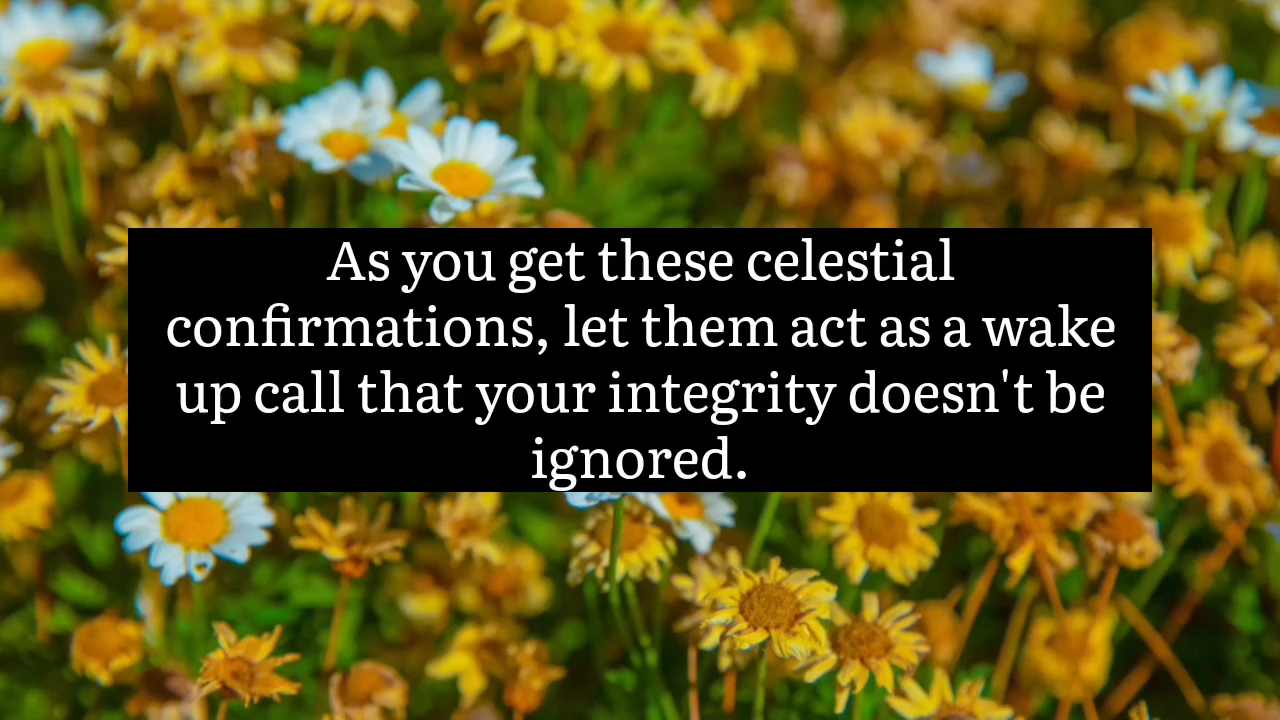 As you get these celestial
confirmations, let them act as a wake
up call that your integrity doesn't be
ignored.